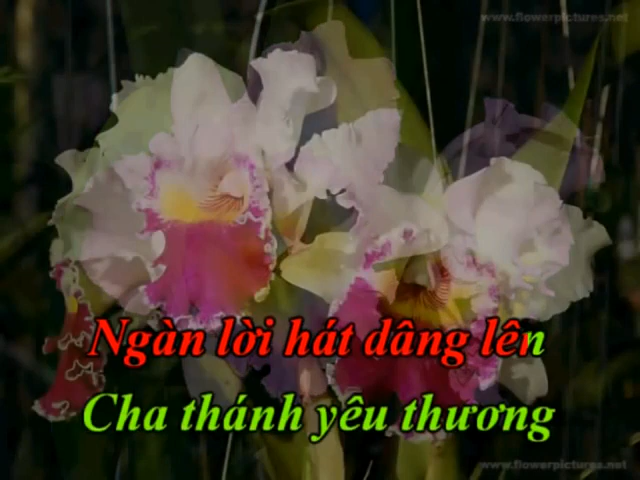 www.flowerpictures.net
Ngàn lời hát dâng lên
Cha thánh yêu thương
www.flowerpictures.net